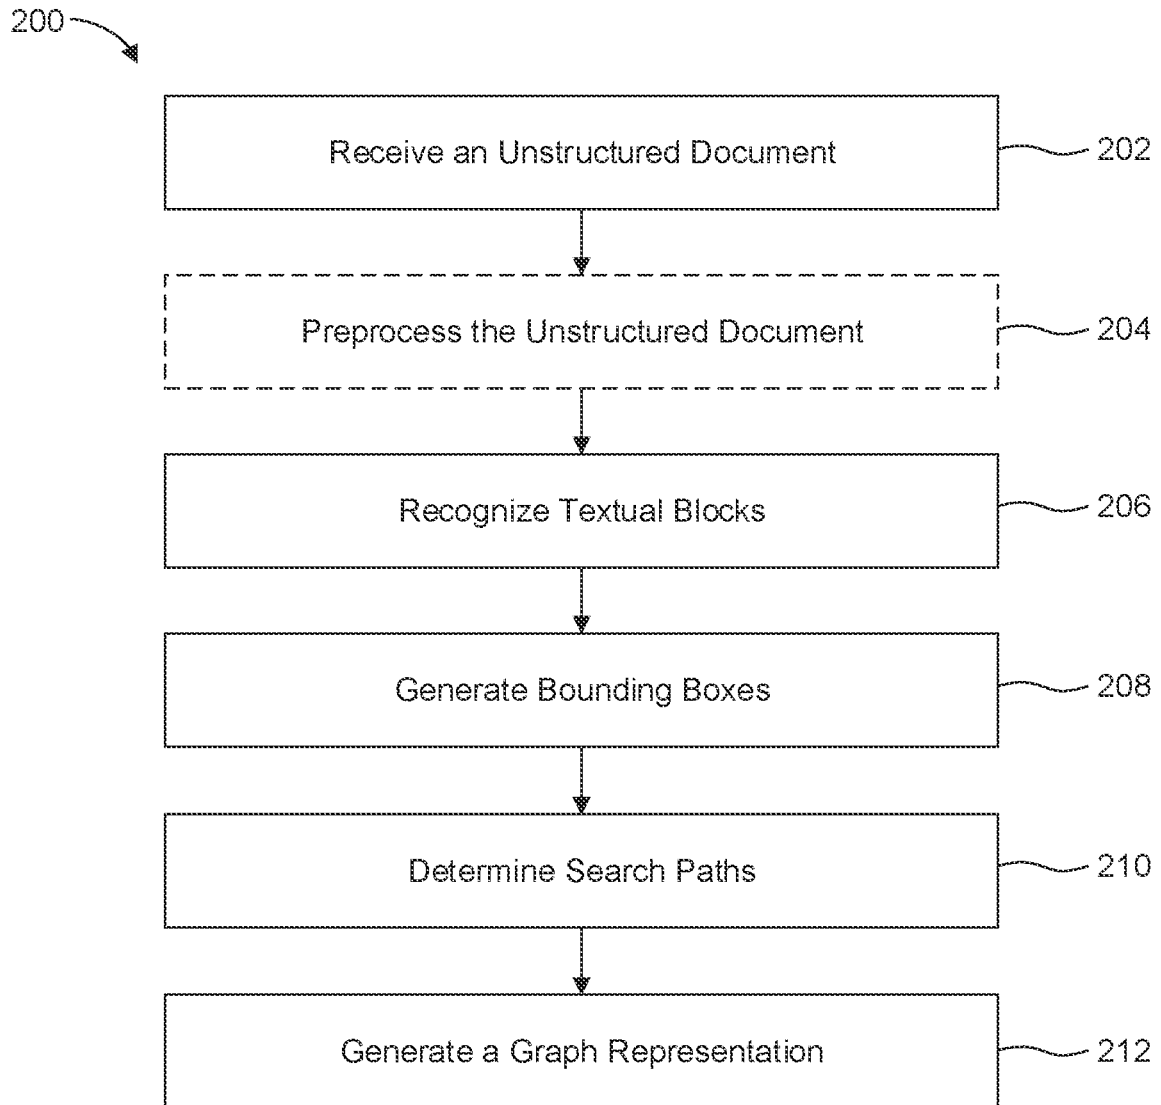 200
Receive an Unstructured Document
202
Preprocess the Unstructured Document
204
Recognize Textual Blocks
206
Generate Bounding Boxes
208
Determine Search Paths
210
Generate a Graph Representation
212